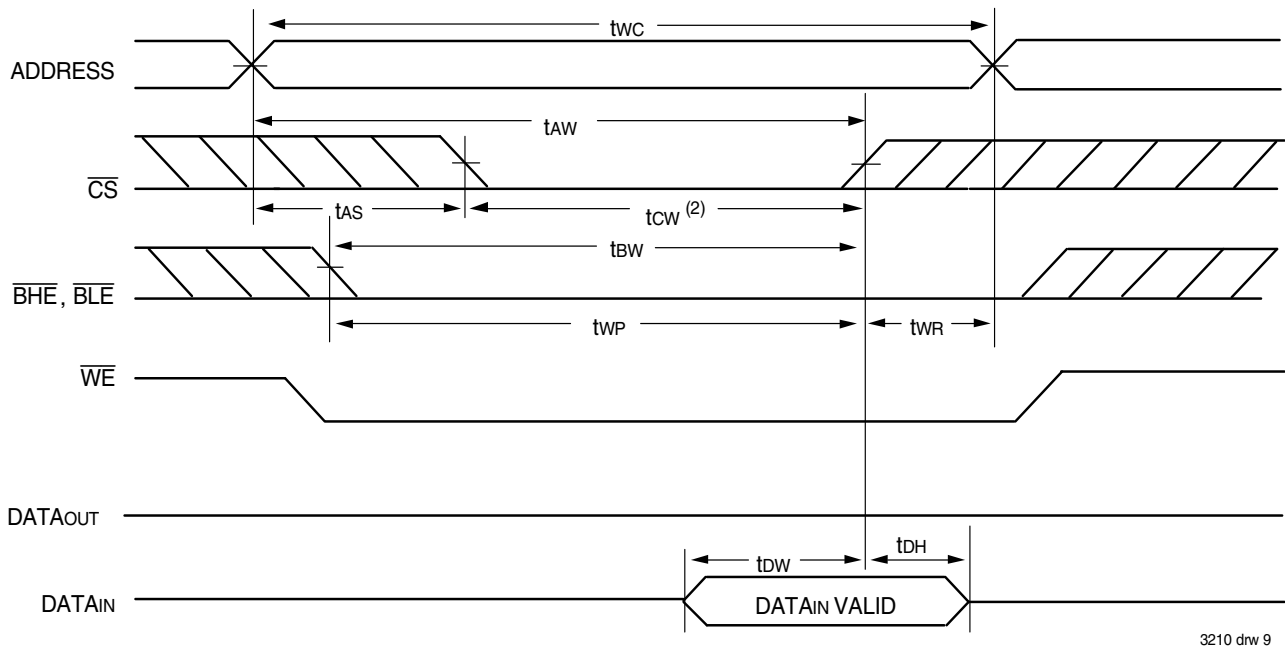 tWC
ADDRESS
tAW
CS
tAS
tCW (2)
tBW
BHE, BLE
tWP
tWR
WE
DATAOUT
tDW
tDH
DATAIN
DATAIN VALID
3210 drw 9